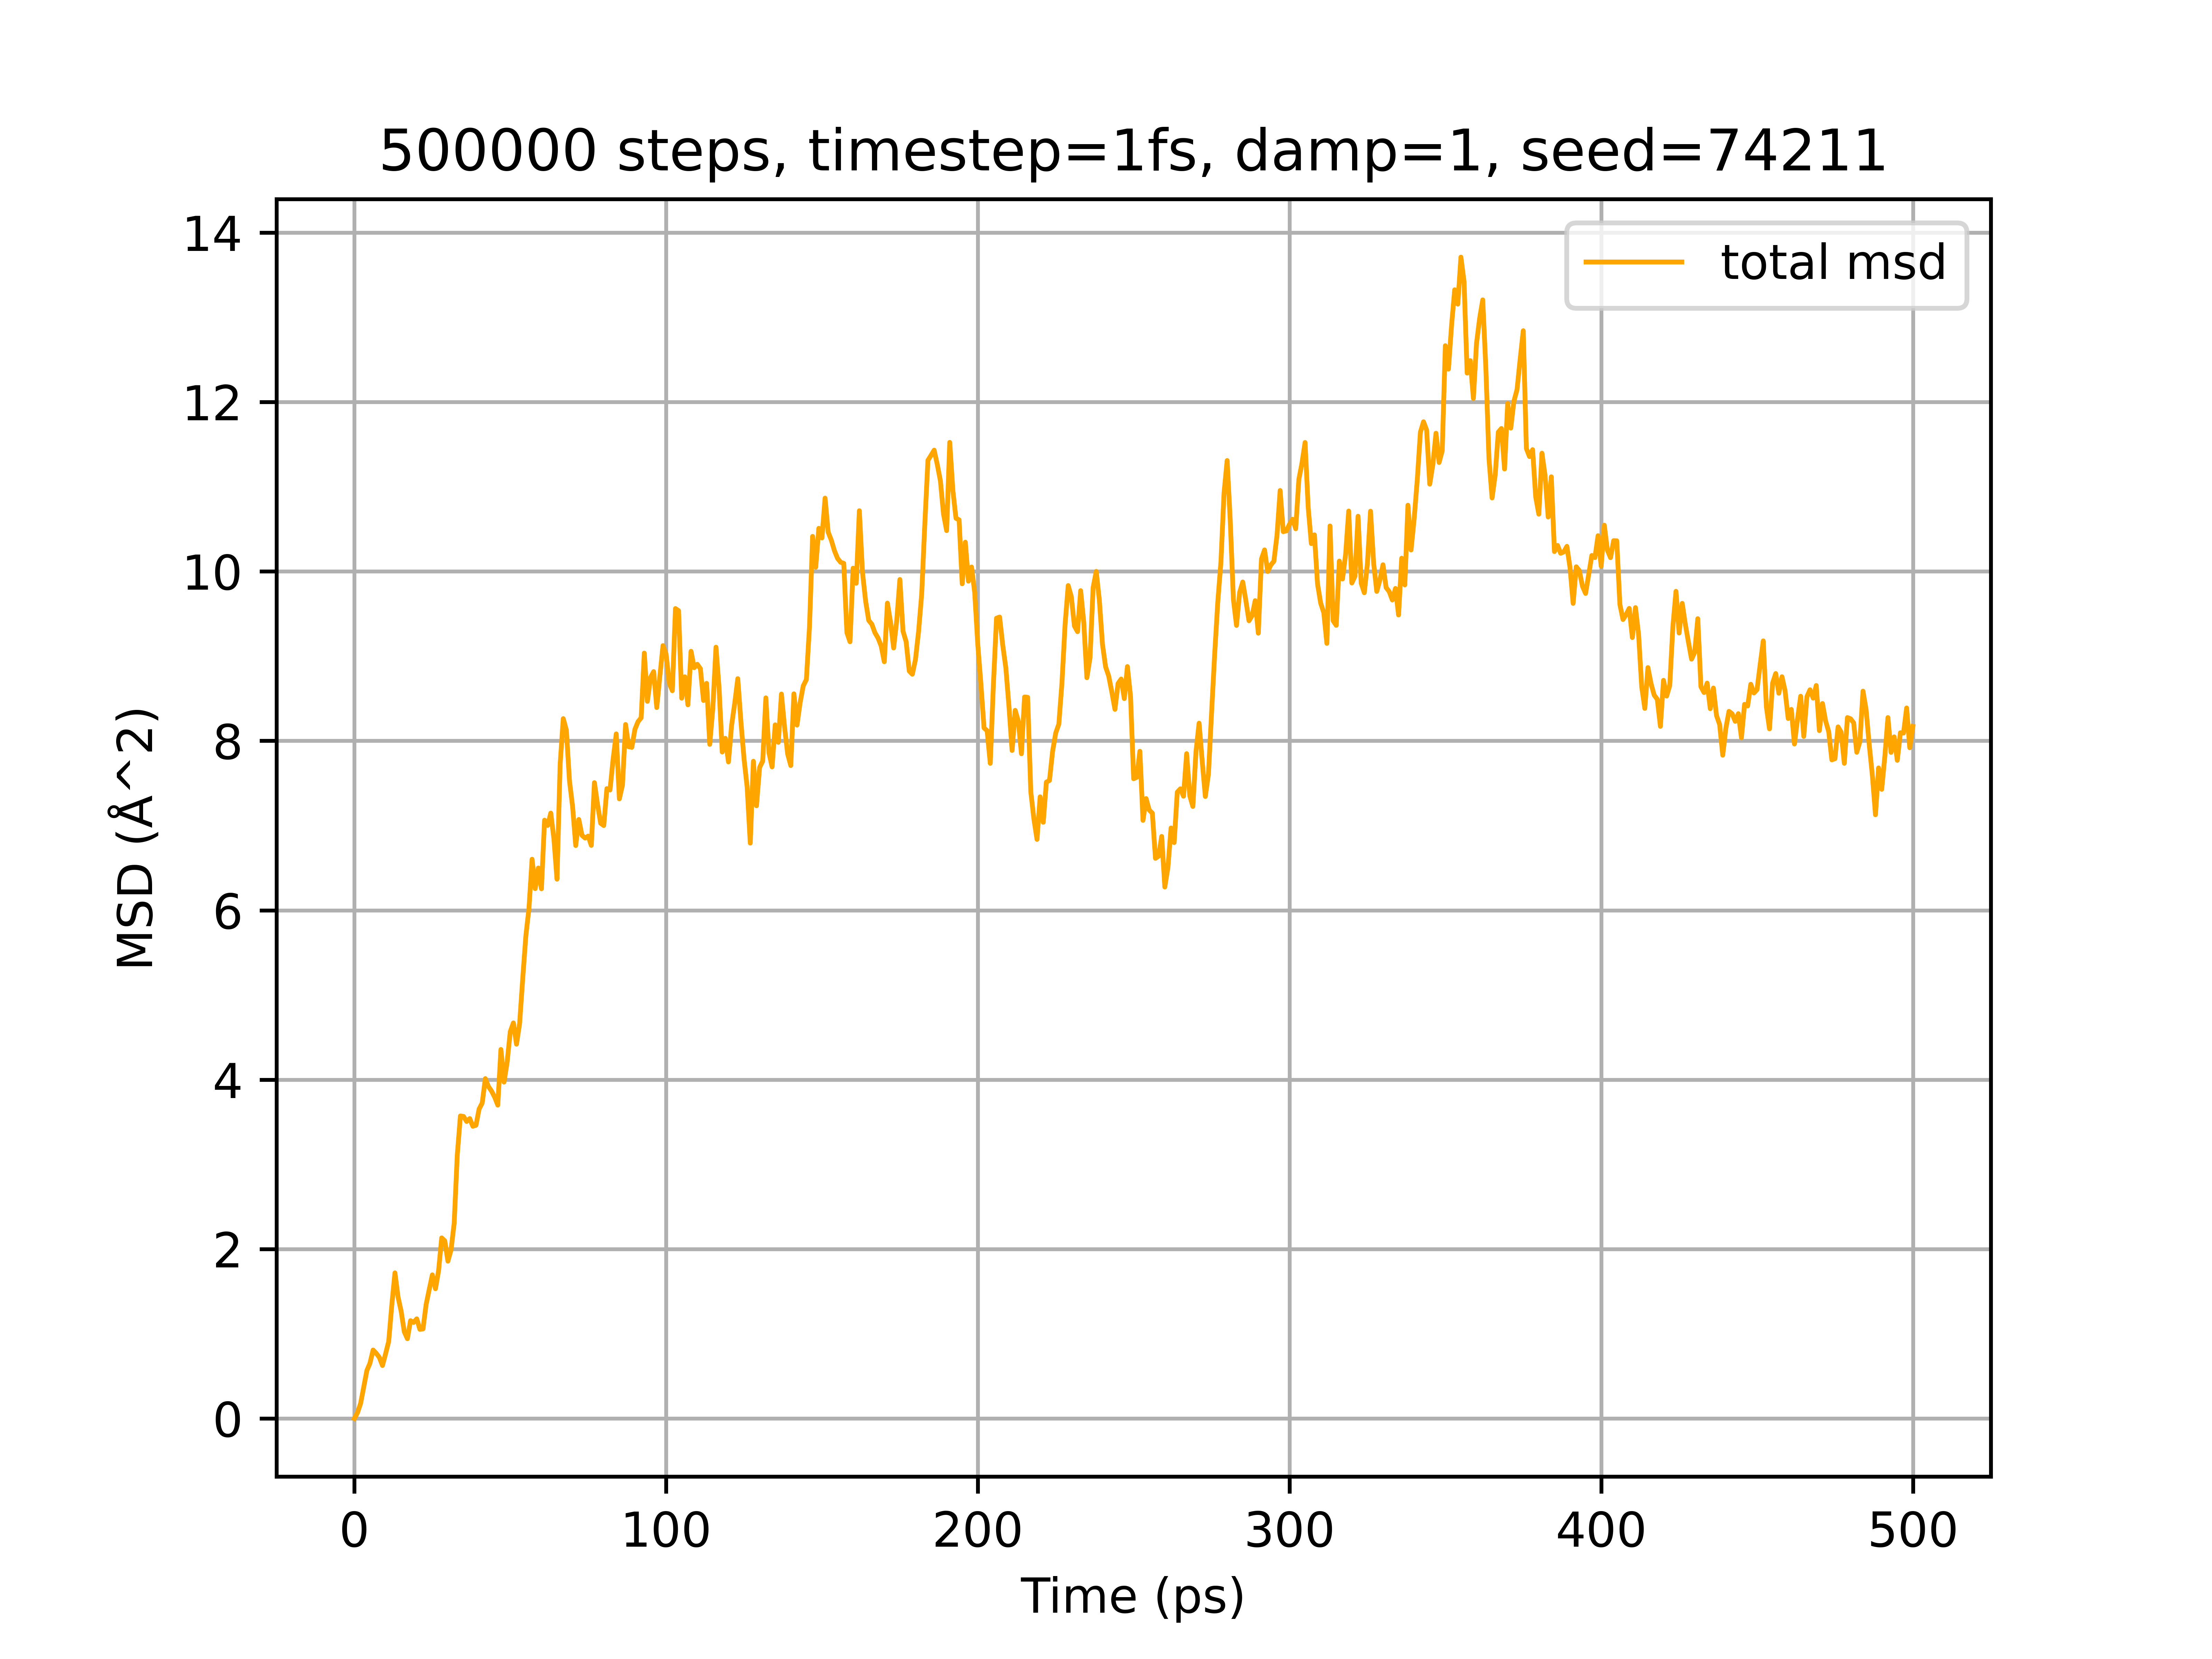 500000 steps, timestep=1fs, damp=1, seed=74211
total msd
14
12
10
8
6
4
2
0
MSD (Å^2)
0 100 200 300 400 500
Time (ps)